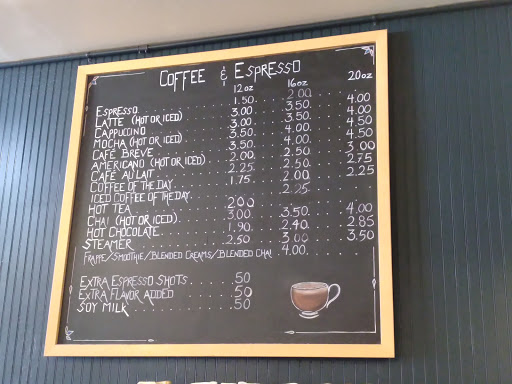 COFFEE & ESPRESSO
12oz 16oz 20oz
ESPRESSO 1.50 2.00
LATTE (HOT OR ICED) 3.00 3.50 4.00
CAPPUCCINO 3.00 3.50 4.00
MOCHA (HOT OR ICED) 3.50 4.00 4.50
CAFÉ BREVE 3.50 4.00 4.50
AMERICANO (HOT OR ICED) 2.00 2.50 3.00
CAFÉ AU LAIT 2.25 2.50 2.75
COFFEE OF THE DAY 1.75 2.00 2.25
ICED COFFEE OF THE DAY 2.25
HOT TEA 2.00
CHAI (HOT OR ICED) 3.00 3.50 4.00
HOT CHOCOLATE 1.90 2.40 2.85
STEAMER 2.50 3.00 3.50
FRAPPE/SMOOTHIE/BLENDED CREAMS/BLENDED CHAI 4.00
EXTRA ESPRESSO SHOTS .50
EXTRA FLAVOR ADDED .50
SOY MILK .50